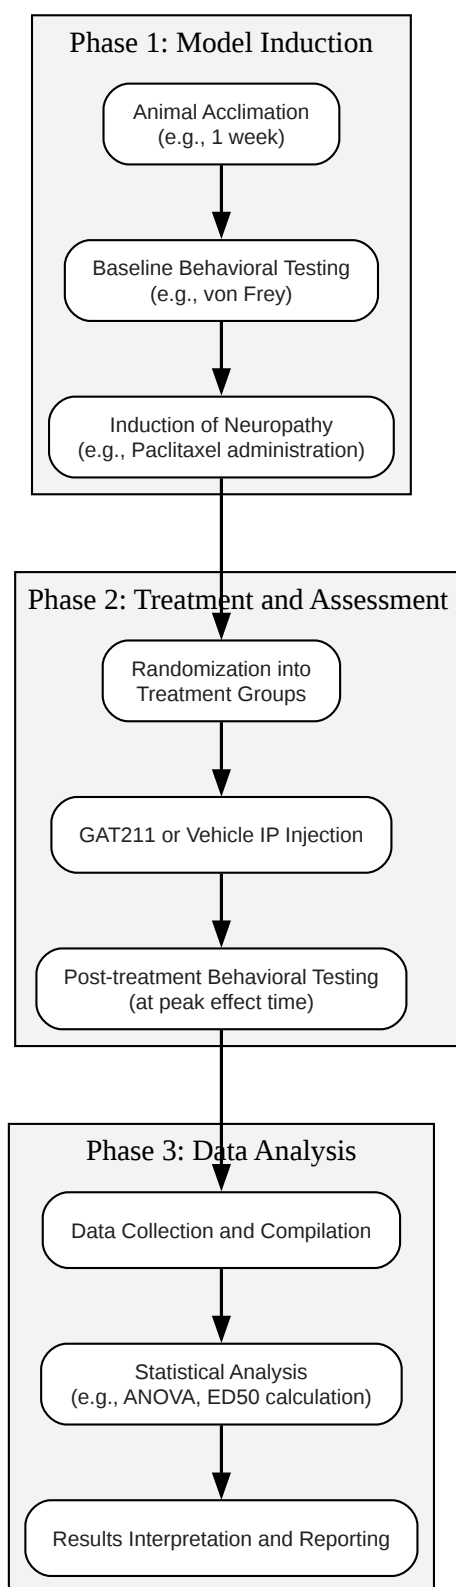 Phase 1: Model Induction
Animal Acclimation
(e.g., 1 week)
Baseline Behavioral Testing
(e.g., von Frey)
Induction of Neuropathy
(e.g., Paclitaxel administration)
Phase 2: Treatment and Assessment
Randomization into
Treatment Groups
GAT211 or Vehicle IP Injection
Post-treatment Behavioral Testing
(at peak effect time)
Phase 3: Data Analysis
Data Collection and Compilation
Statistical Analysis
(e.g., ANOVA, ED50 calculation)
Results Interpretation and Reporting